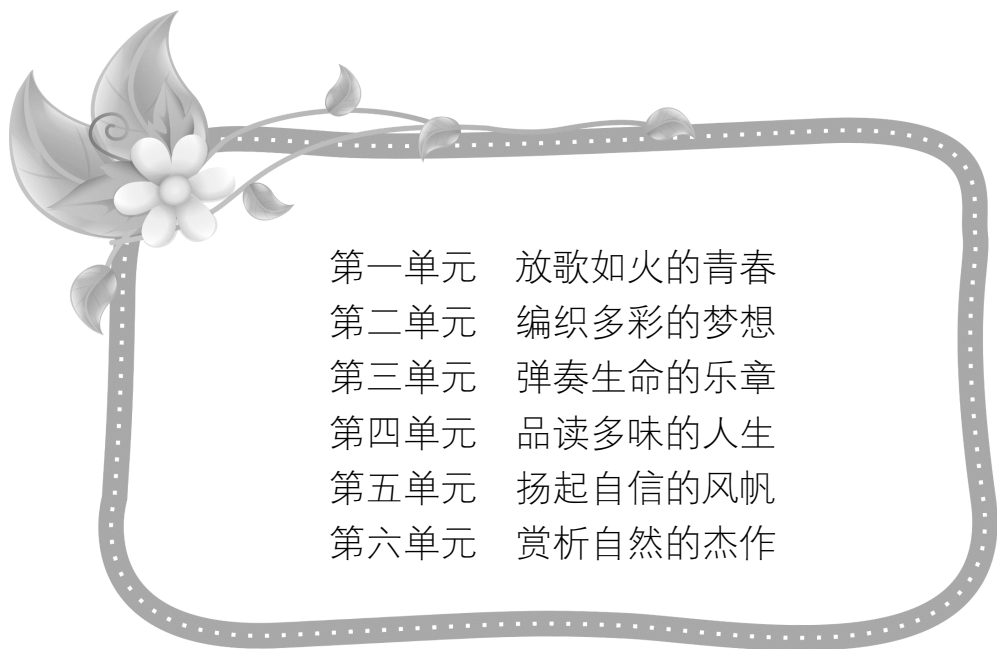 第一单元　放歌如火的青春
第二单元　编织多彩的梦想
第三单元　弹奏生命的乐章
第四单元　品读多味的人生
第五单元　扬起自信的风帆
第六单元　赏析自然的杰作